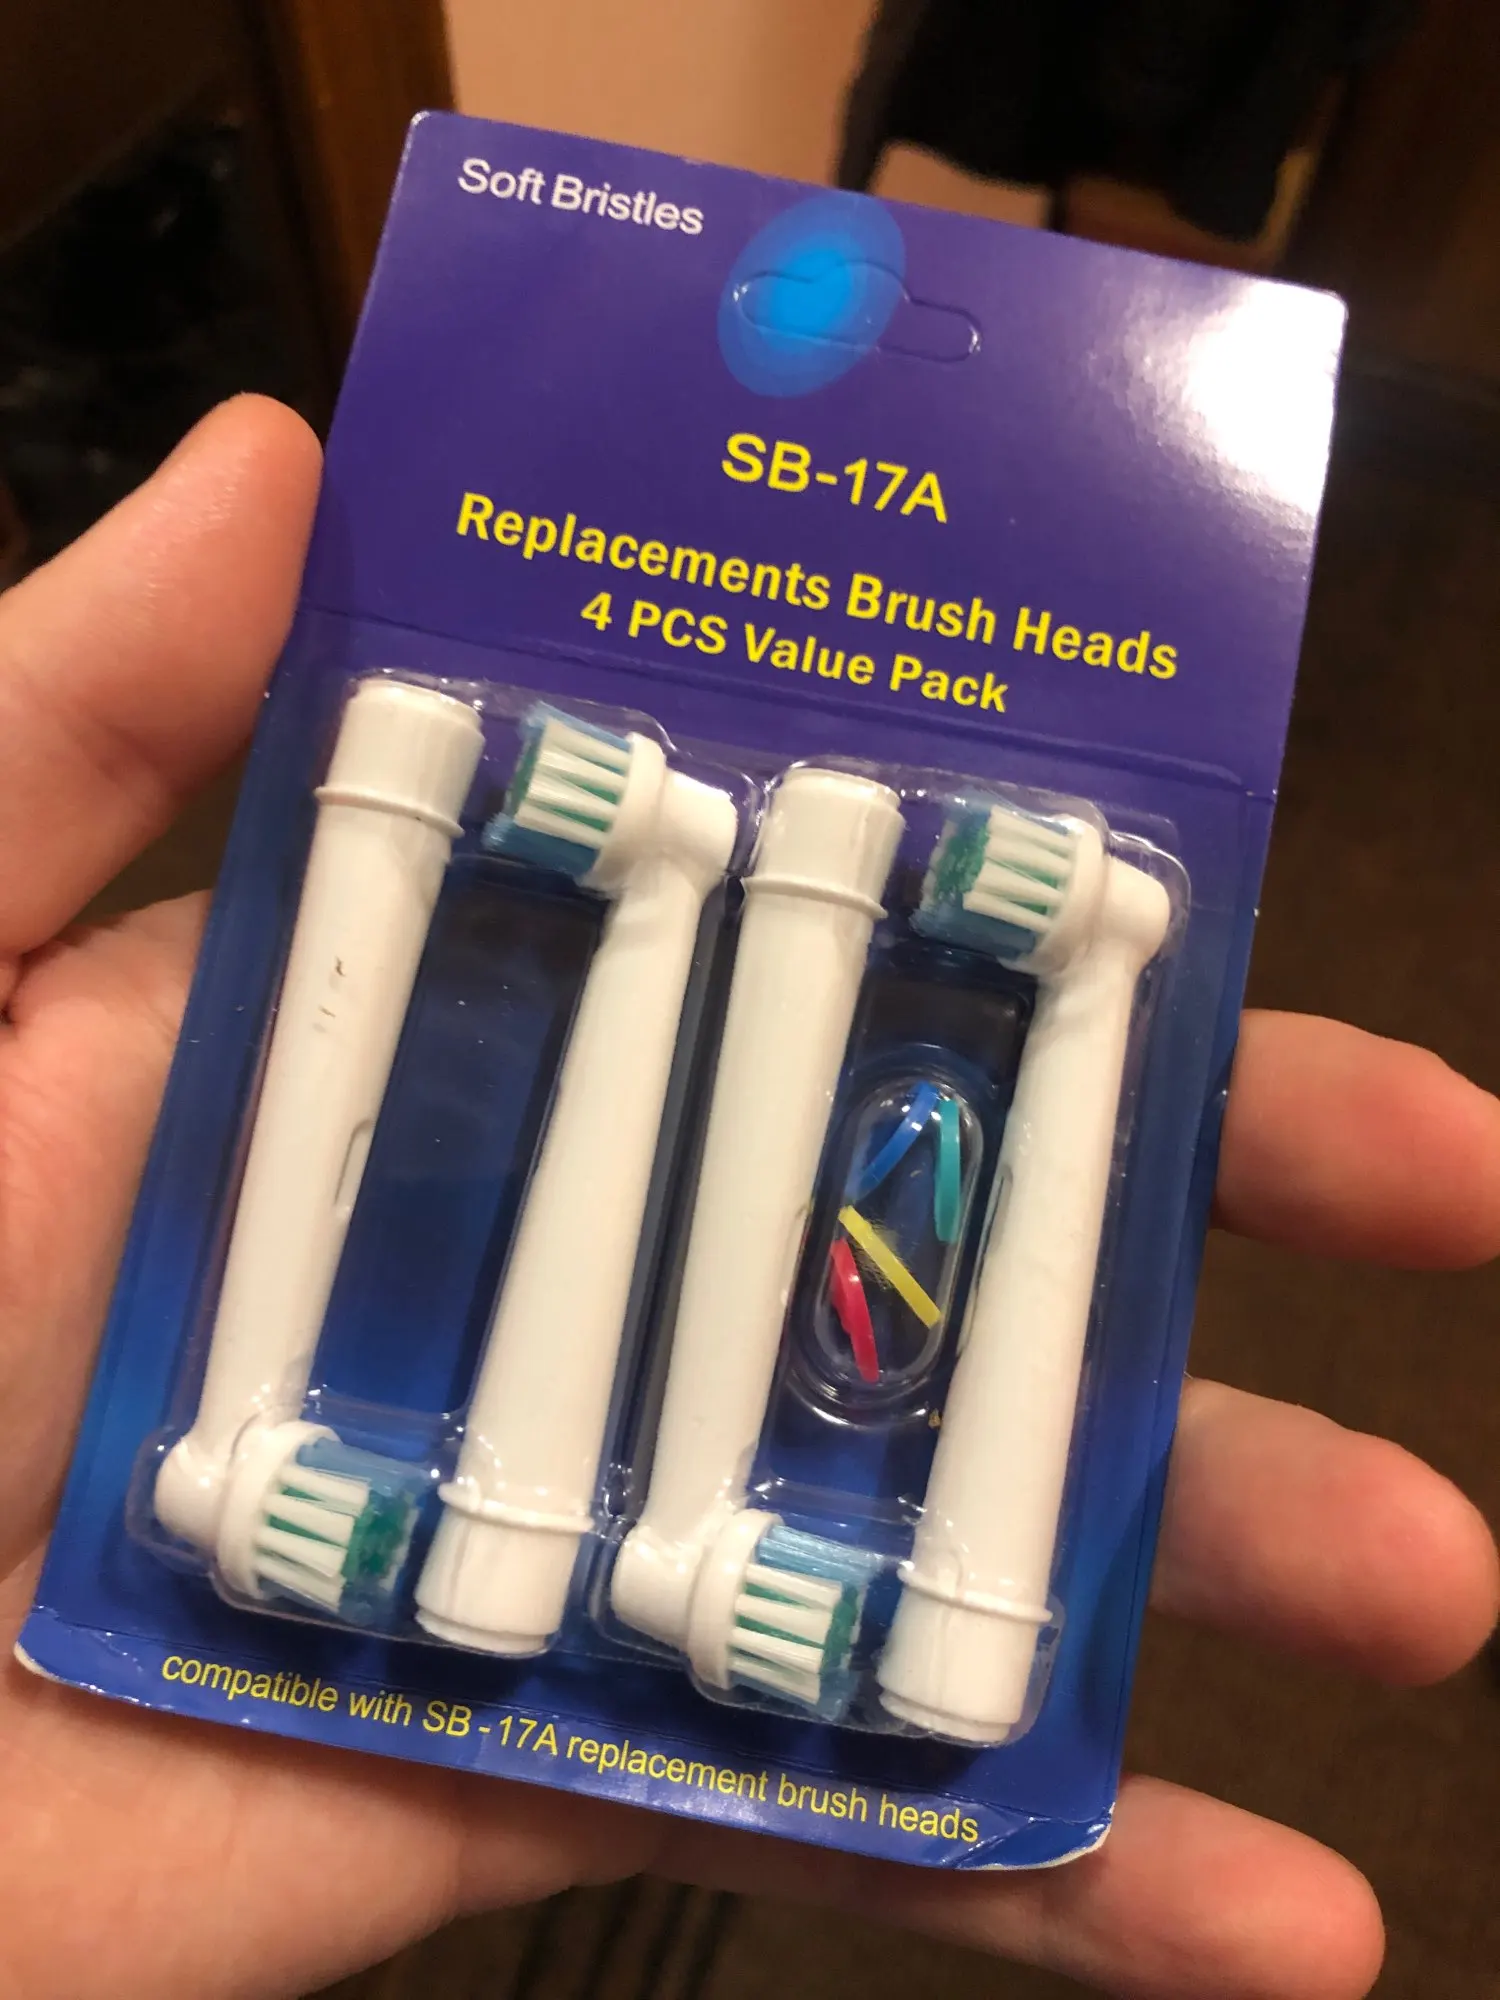 Soft Bristles
SB-17A
Replacements Brush Heads
4 PCS Value Pack
compatible with SB-17A replacement brush heads